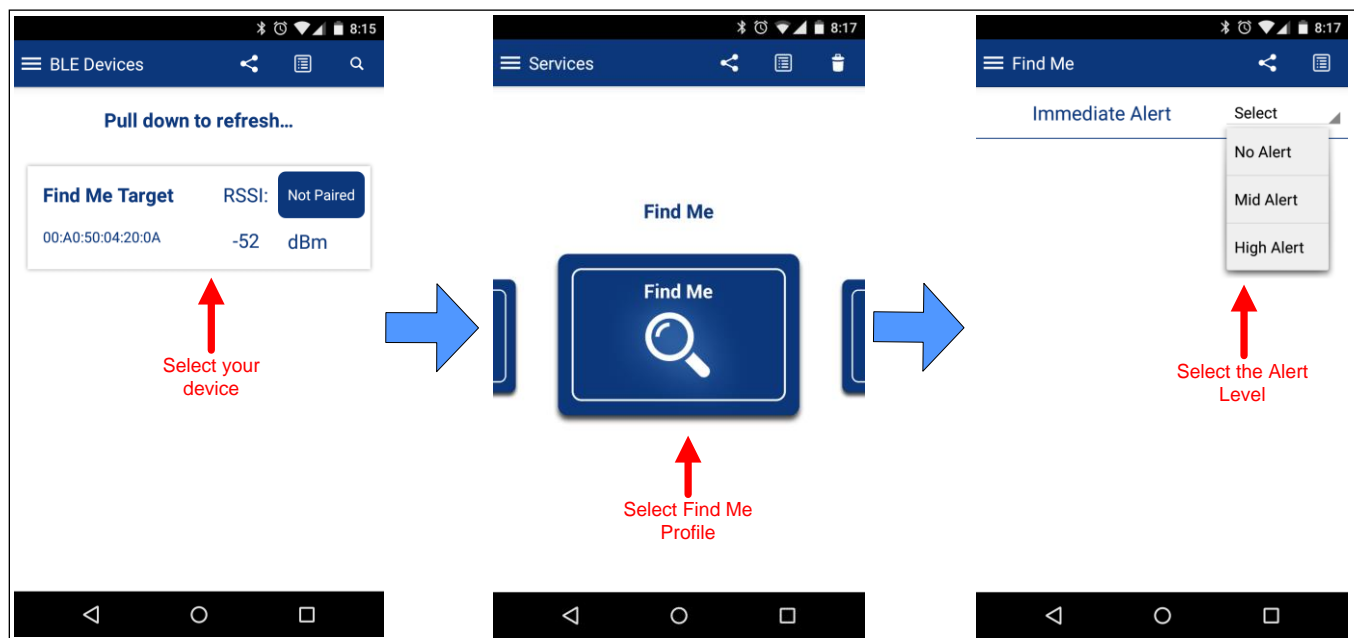 8:15
BLE Devices
Pull down to refresh...
Find Me Target RSSI: Not Paired
00:A0:50:04:20:0A -52 dBm
Select your
device
8:17
Services
Find Me
Find Me
Select Find Me
Profile
8:17
Find Me
Immediate Alert Select
No Alert
Mid Alert
High Alert
Select the Alert
Level